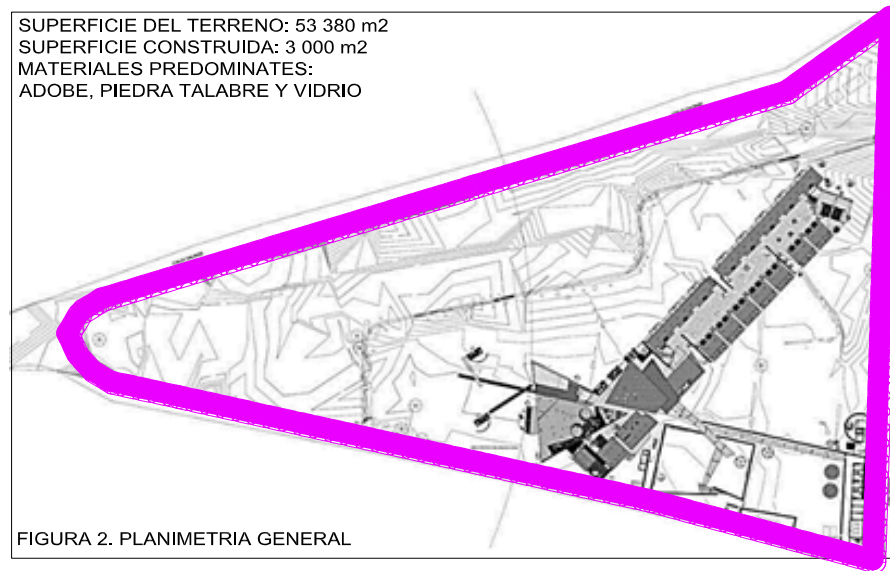 SUPERFICIE DEL TERRENO: 53 380 m2
SUPERFICIE CONSTRUIDA: 3 000 m2
MATERIALES PREDOMINATES:
ADOBE, PIEDRA TALABRE Y VIDRIO
FIGURA 2. PLANIMETRIA GENERAL